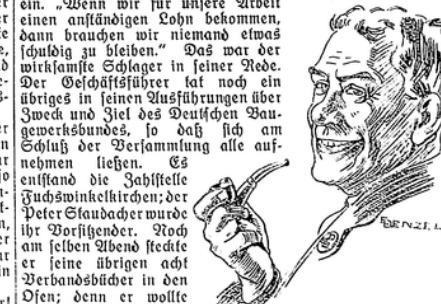 ein. „Wenn wir für unsere Arbeit
einen anständigen Lohn bekommen,
dann brauchen wir niemand etwas
schuldig zu bleiben.“ Das war der
wirksamste Schlager in seiner Rede.
Der Geschäftsführer tat noch ein
übriges in seinen Ausführungen über
Zweck und Ziel des Deutschen Bau-
gewerksbundes, so daß sich am
Schluß der Versammlung alle auf-
nehmen ließen. Es
entstand die Zahlstelle
Fuchswinkelkirchen; der
Peter Staudacher wurde
ihr Vorsitzender. Noch
am selben Abend steckte
er seine übrigen acht
Verbandsbücher in den
Ofen; denn er wollte